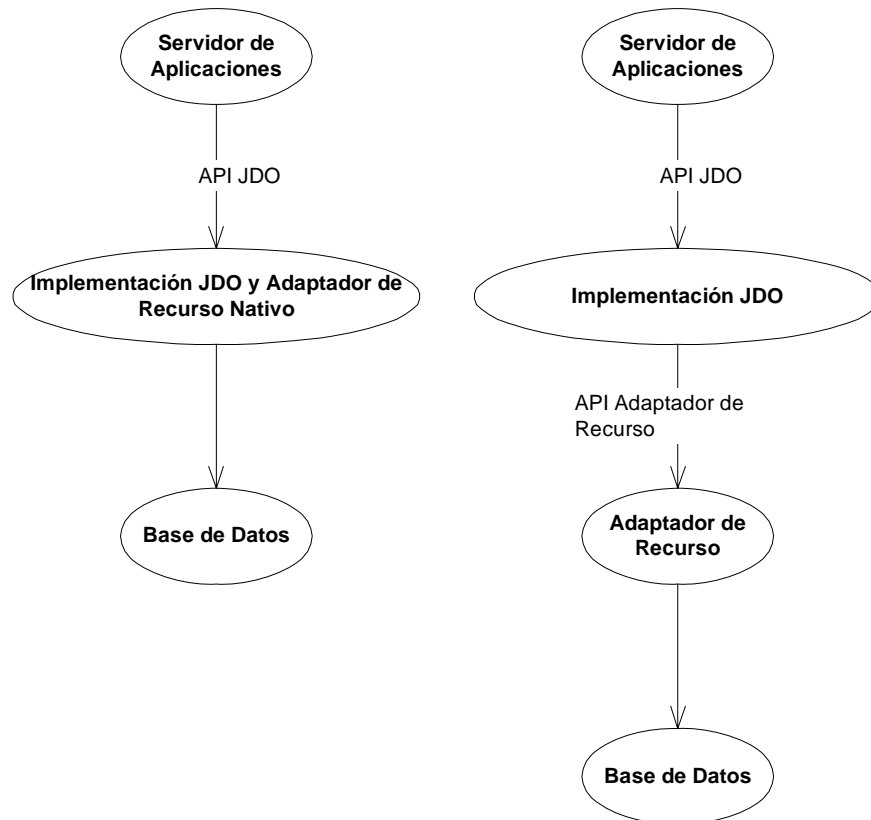 Servidor de
Aplicaciones
API JDO
Implementación JDO y Adaptador de
Recurso Nativo
Base de Datos
Servidor de
Aplicaciones
API JDO
Implementación JDO
API Adaptador de
Recurso
Adaptador de
Recurso
Base de Datos